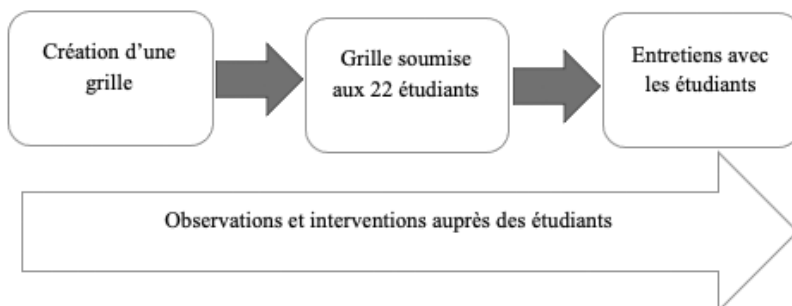 Création d’une
grille
Grille soumise
aux 22 étudiants
Entretiens avec
les étudiants
Observations et interventions auprès des étudiants